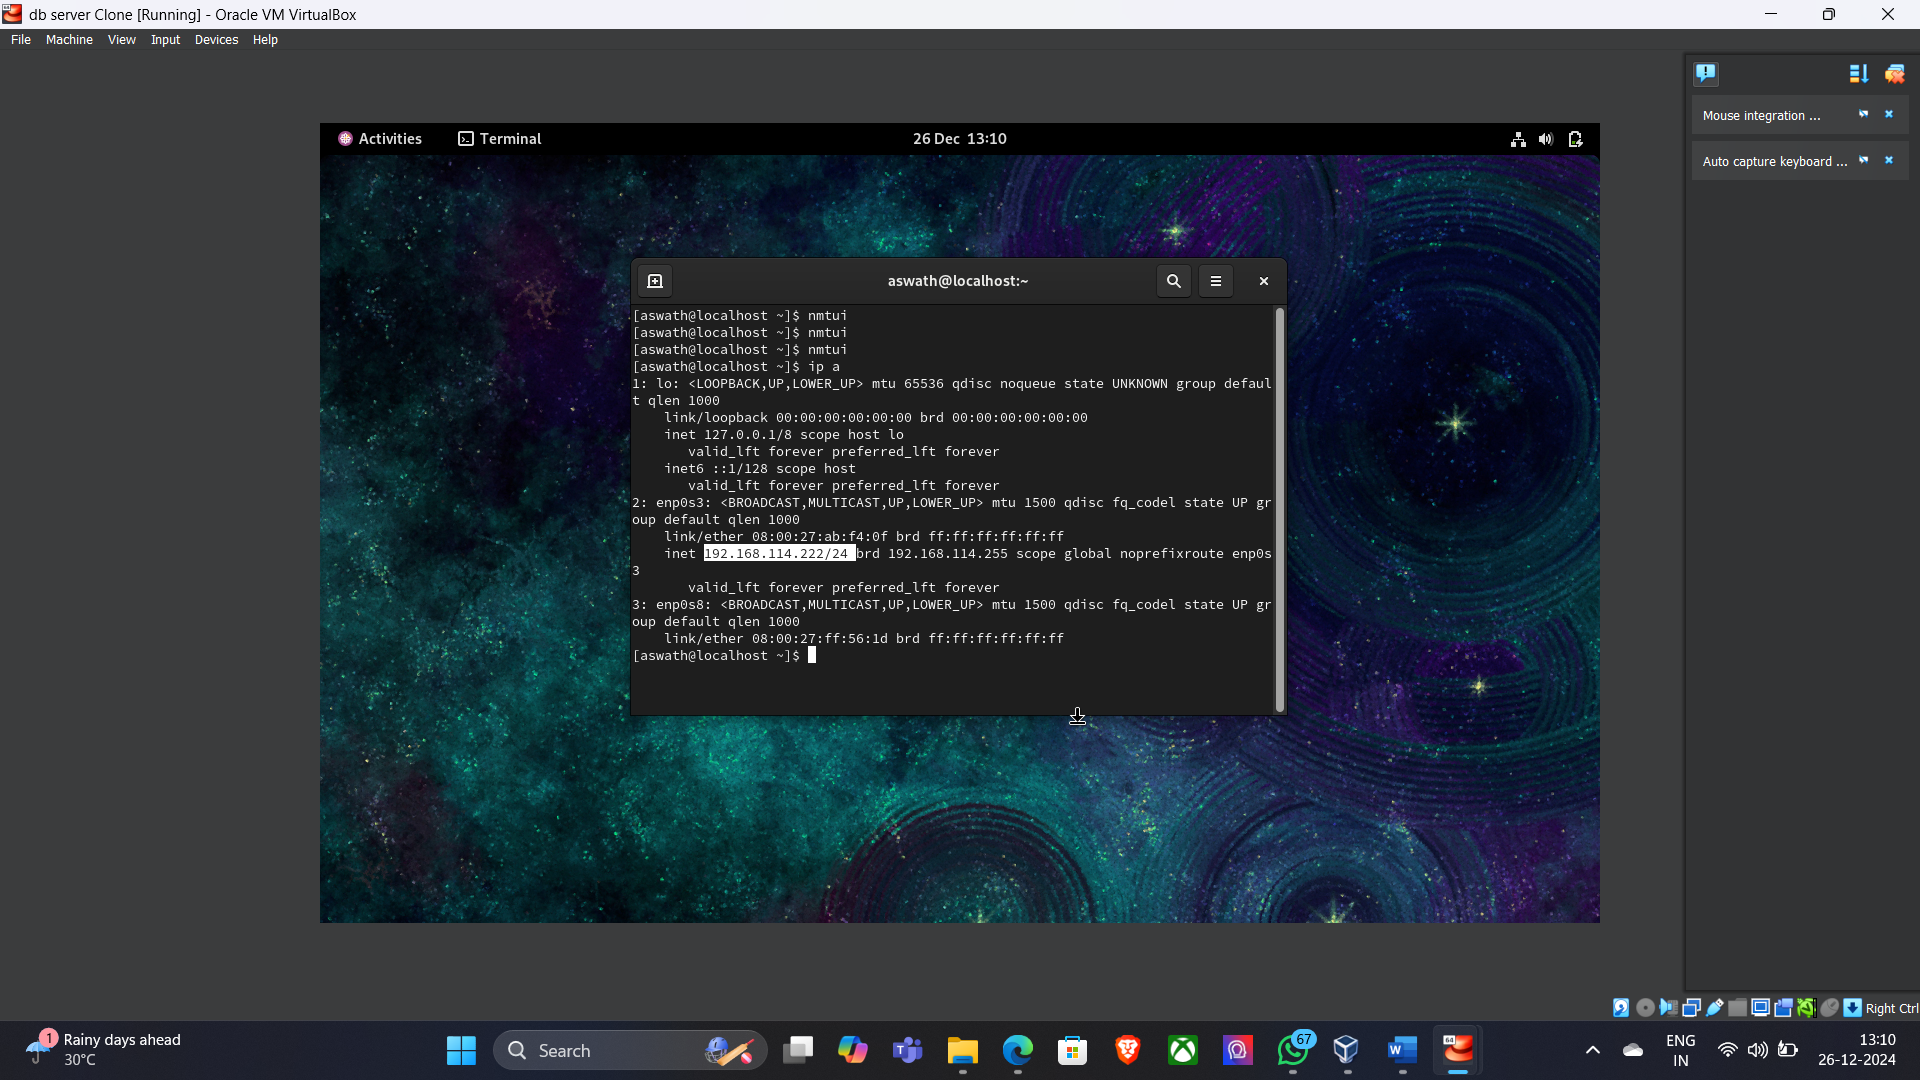 db server Clone [Running] - Oracle VM VirtualBox
File Machine View Input Devices Help
Mouse integration ...
Auto capture keyboard ...
Activities Terminal 26 Dec 13:10
aswath@localhost:~
[aswath@localhost ~]$ nmtui
[aswath@localhost ~]$ nmtui
[aswath@localhost ~]$ nmtui
[aswath@localhost ~]$ ip a
1: lo: <LOOPBACK,UP,LOWER_UP> mtu 65536 qdisc noqueue state UNKNOWN group defaul
t qlen 1000
link/loopback 00:00:00:00:00:00 brd 00:00:00:00:00:00
inet 127.0.0.1/8 scope host lo
valid_lft forever preferred_lft forever
inet6 ::1/128 scope host
valid_lft forever preferred_lft forever
2: enp0s3: <BROADCAST,MULTICAST,UP,LOWER_UP> mtu 1500 qdisc fq_codel state UP gr
oup default qlen 1000
link/ether 08:00:27:ab:f4:0f brd ff:ff:ff:ff:ff:ff
inet 192.168.114.222/24 brd 192.168.114.255 scope global noprefixroute enp0s
3
valid_lft forever preferred_lft forever
3: enp0s8: <BROADCAST,MULTICAST,UP,LOWER_UP> mtu 1500 qdisc fq_codel state UP gr
oup default qlen 1000
link/ether 08:00:27:ff:56:1d brd ff:ff:ff:ff:ff:ff
[aswath@localhost ~]$
Right Ctrl
1
Rainy days ahead
30°C
Search
67
ENG
IN
13:10
26-12-2024